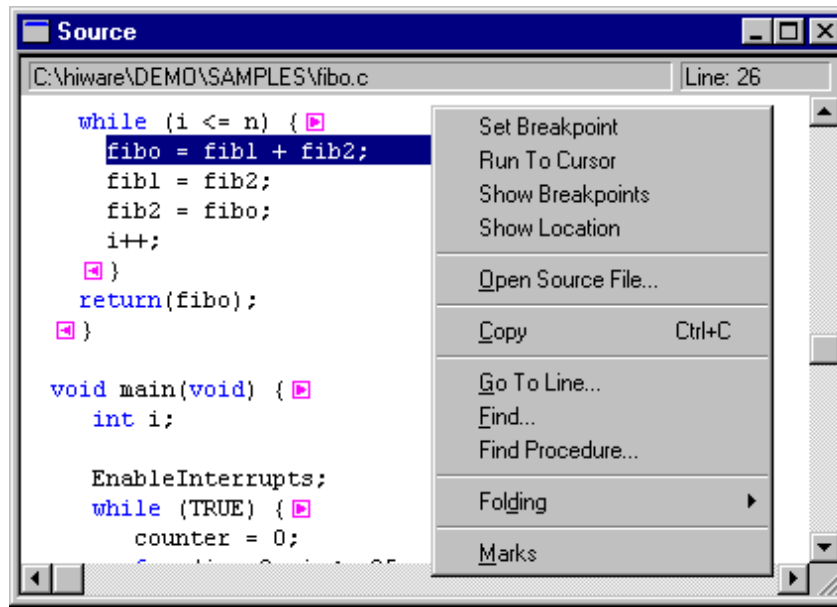 Source
C:\hiware\DEMO\SAMPLES\fibo.c
Line: 26
while (i <= n) {
fibo = fib1 + fib2;
fib1 = fib2;
fib2 = fibo;
i++;
}
return(fibo);
}
void main(void) {
int i;
EnableInterrupts;
while (TRUE) {
counter = 0;
Set Breakpoint
Run To Cursor
Show Breakpoints
Show Location
Open Source File...
Copy Ctrl+C
Go To Line...
Find...
Find Procedure...
Folding
Marks